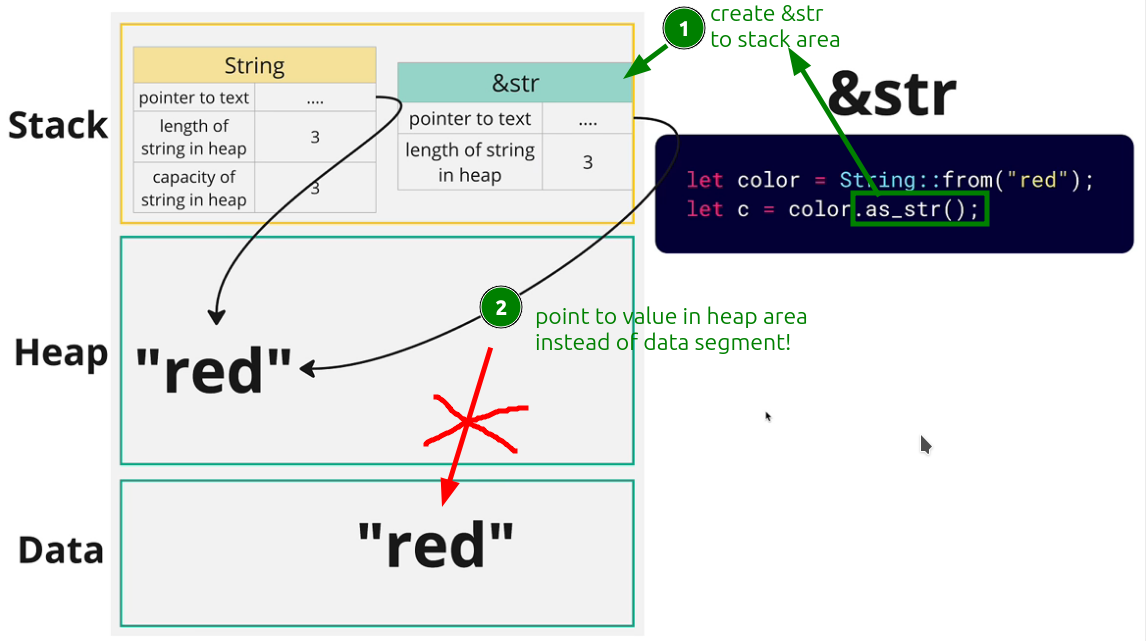 1
create &str
to stack area
String
&str
&str
Stack
pointer to text
....
pointer to text
....
length of
string in heap
3
length of string
in heap
3
capacity of
string in heap
3
let color = String::from("red");
let c = color.as_str();
2
point to value in heap area
instead of data segment!
Heap
"red"
Data
"red"